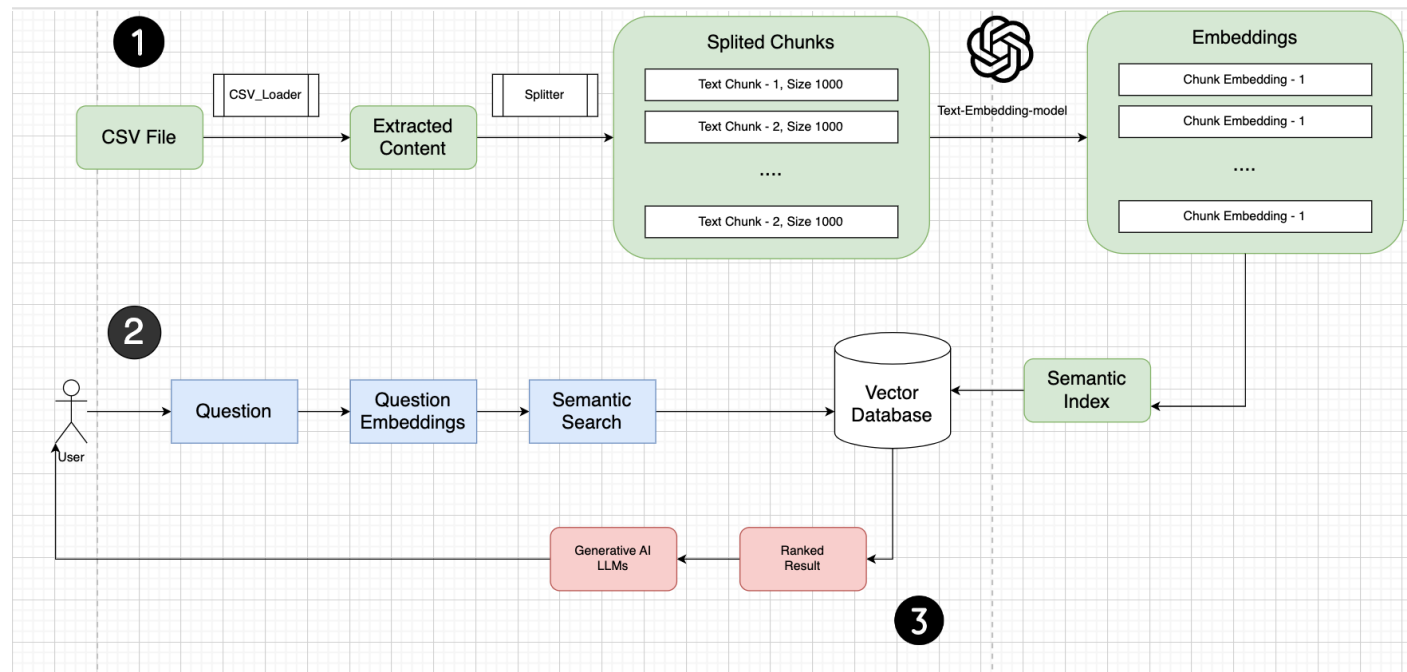 1
CSV File
CSV_Loader
Extracted
Content
Splitter
Splited Chunks
Text Chunk - 1, Size 1000
Text Chunk - 2, Size 1000
....
Text Chunk - 2, Size 1000
Text-Embedding-model
Embeddings
Chunk Embedding - 1
Chunk Embedding - 1
....
Chunk Embedding - 1
2
User
Question
Question
Embeddings
Semantic
Search
Vector
Database
Semantic
Index
Generative AI
LLMs
Ranked
Result
3